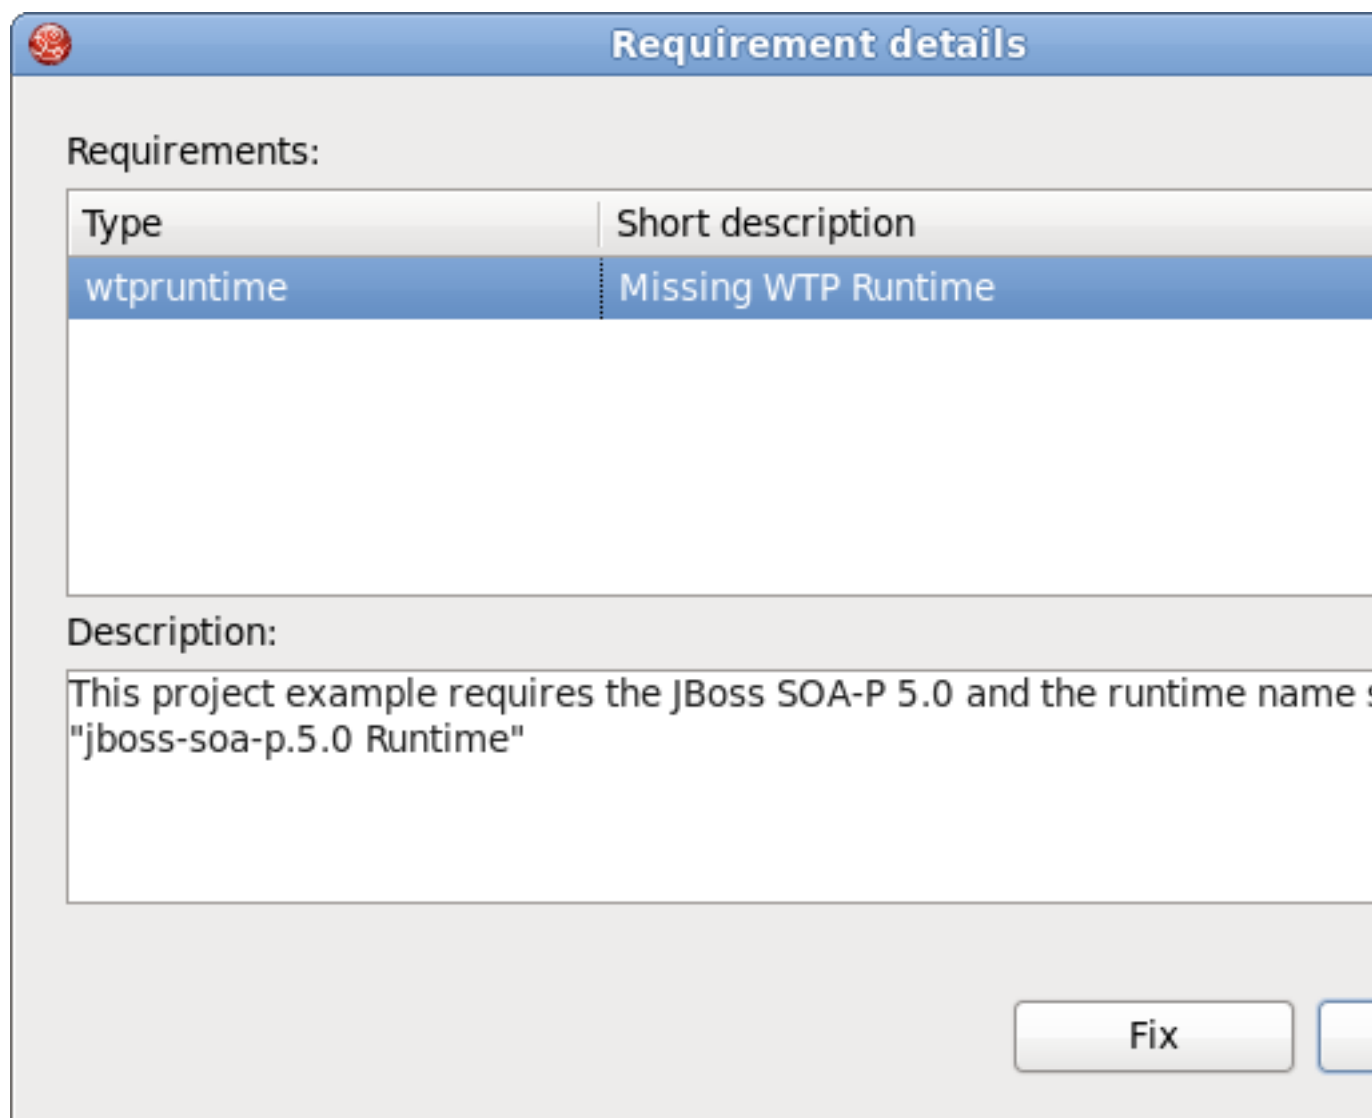 Requirement details
Requirements:
Type Short description
wtpruntime Missing WTP Runtime
Description:
This project example requires the JBoss SOA-P 5.0 and the runtime name
"jboss-soa-p.5.0 Runtime"
Fix